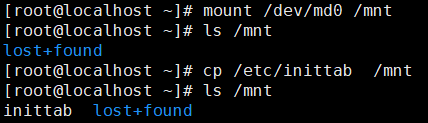 [root@localhost ~]# mount /dev/md0 /mnt
[root@localhost ~]# ls /mnt
lost+found
[root@localhost ~]# cp /etc/inittab  /mnt
[root@localhost ~]# ls /mnt
inittab  lost+found